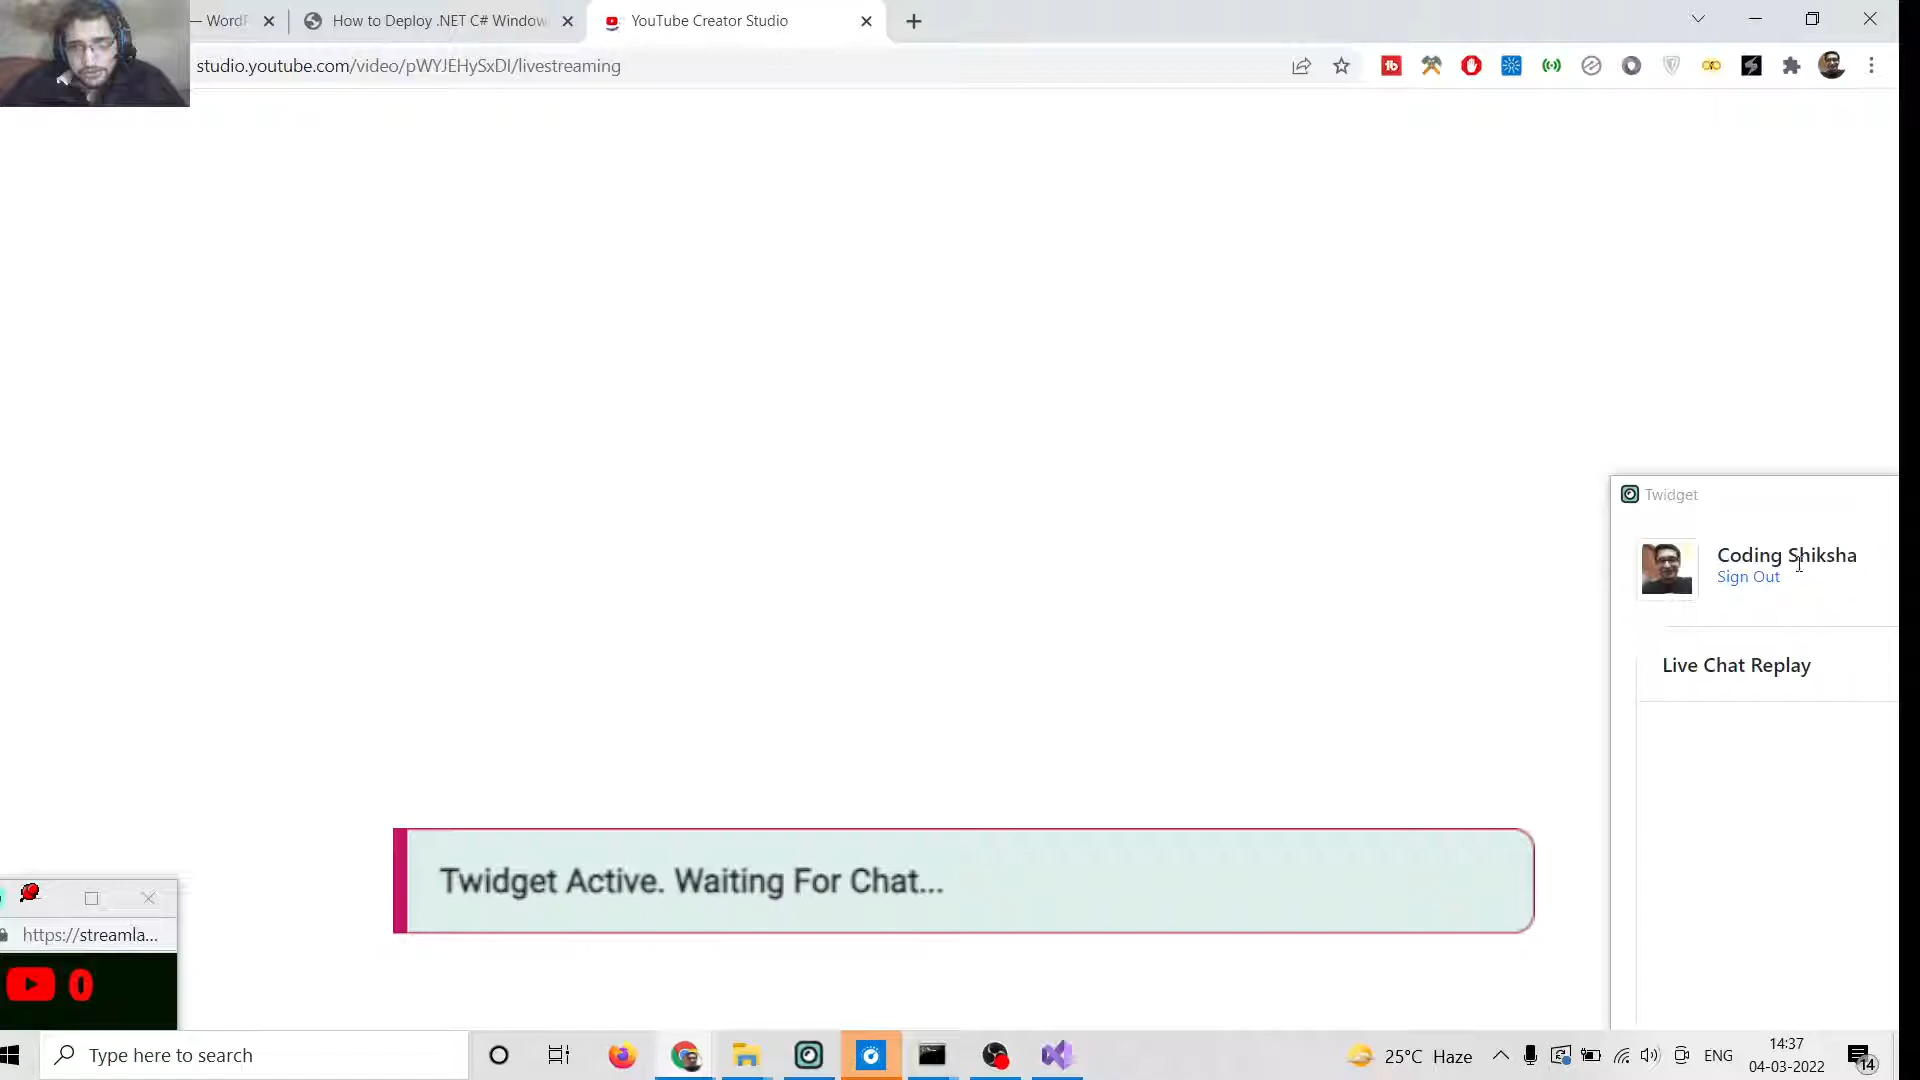 — WordP
How to Deploy .NET C# Window
YouTube Creator Studio
studio.youtube.com/video/pWYJEHySxDI/livestreaming
Twidget
Coding Shiksha
Sign Out
Live Chat Replay
Twidget Active. Waiting For Chat...
https://streamla...
0
Type here to search
25°C Haze
ENG
14:37
04-03-2022
14